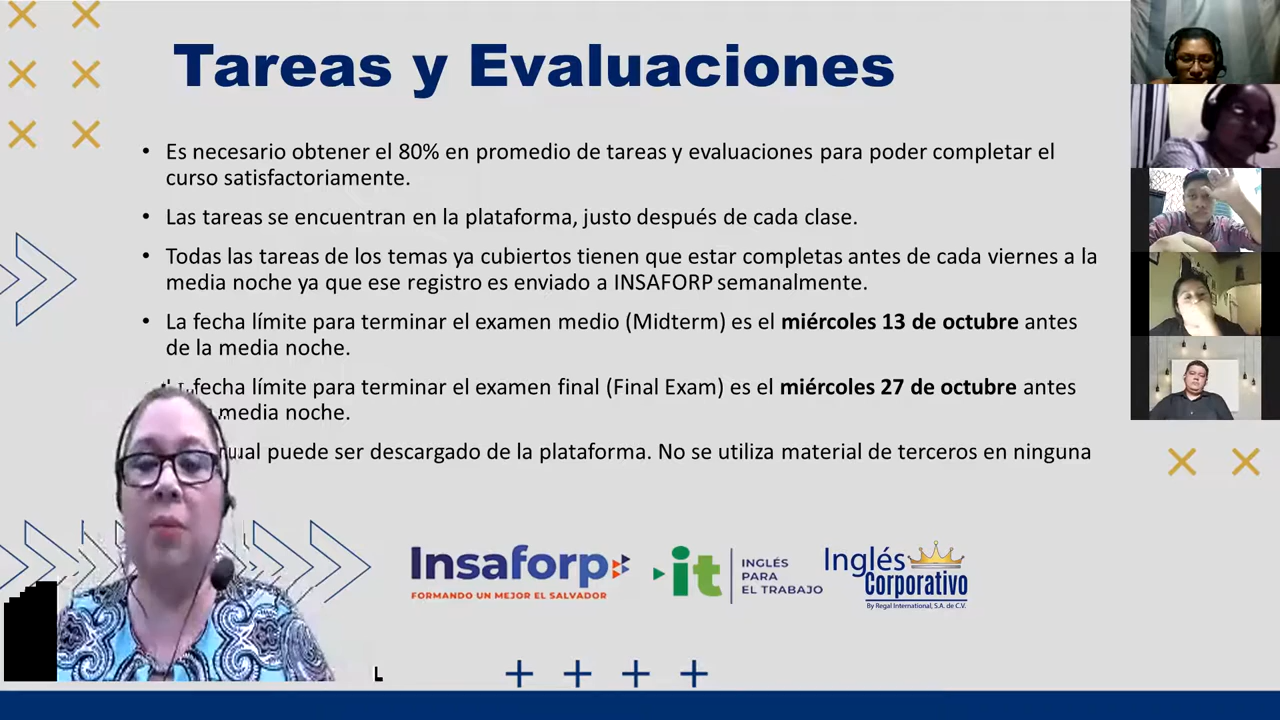 Tareas y Evaluaciones
• Es necesario obtener el 80% en promedio de tareas y evaluaciones para poder completar el
curso satisfactoriamente.
• Las tareas se encuentran en la plataforma, justo después de cada clase.
• Todas las tareas de los temas ya cubiertos tienen que estar completas antes de cada viernes a la
media noche ya que ese registro es enviado a INSAFORP semanalmente.
• La fecha límite para terminar el examen medio (Midterm) es el miércoles 13 de octubre antes
de la media noche.
fecha límite para terminar el examen final (Final Exam) es el miércoles 27 de octubre antes
media noche.
puede ser descargado de la plataforma. No se utiliza material de terceros en ninguna
Insaforp
FORMANDO UN MEJOR EL SALVADOR
it
INGLÉS
PARA
EL TRABAJO
Inglés
Corporativo
By Regal International, S.A. de C.V.
L